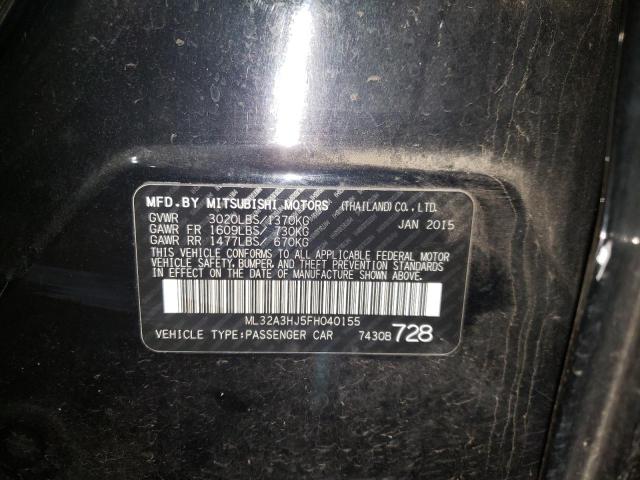 MFD.BY MITSUBISHI MOTORS (THAILAND) CO., LTD.
GVWR 3020LBS/1370KG JAN 2015
GAWR FR 1609LBS/ 730KG
GAWR RR 1477LBS/ 670KG
THIS VEHICLE CONFORMS TO ALL APPLICABLE FEDERAL MOTOR
VEHICLE SAFETY, BUMPER, AND THEFT PREVENTION STANDARDS
IN EFFECT ON THE DATE OF MANUFACTURE SHOWN ABOVE.
ML32A3HJ5FH040155
VEHICLE TYPE:PASSENGER CAR 7430B 728